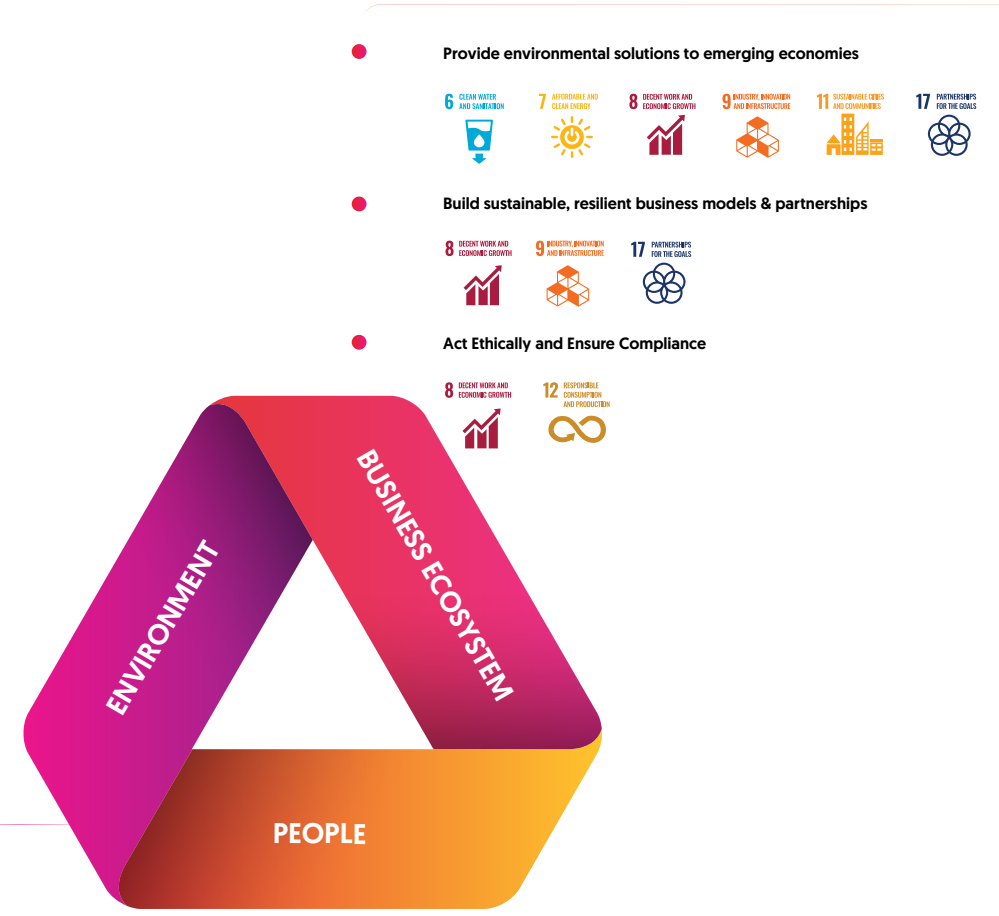 Provide environmental solutions to emerging economies
6 CLEAN WATER
AND SANITATION
7 AFFORDABLE AND
CLEAN ENERGY
8 DECENT WORK AND
ECONOMIC GROWTH
9 INDUSTRY, INNOVATION
AND INFRASTRUCTURE
11 SUSTAINABLE CITIES
AND COMMUNITIES
17 PARTNERSHIPS
FOR THE GOALS
Build sustainable, resilient business models & partnerships
8 DECENT WORK AND
ECONOMIC GROWTH
9 INDUSTRY, INNOVATION
AND INFRASTRUCTURE
17 PARTNERSHIPS
FOR THE GOALS
Act Ethically and Ensure Compliance
8 DECENT WORK AND
ECONOMIC GROWTH
12 RESPONSIBLE
CONSUMPTION
AND PRODUCTION
BUSINESS ECOSYSTEM
ENVIRONMENT
PEOPLE